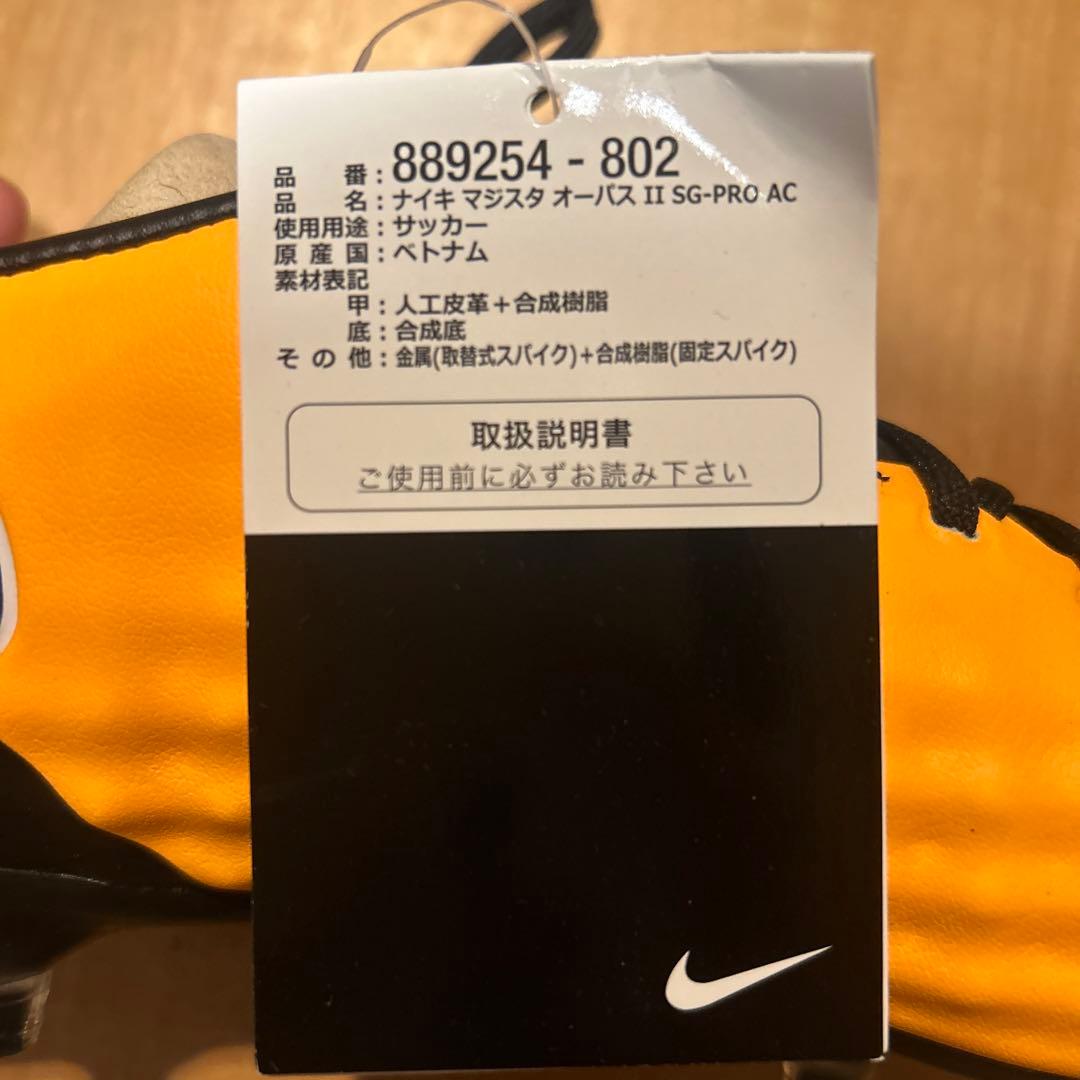 品 番：889254 - 802
品 名：ナイキ マジスタ オーパス II SG-PRO AC
使用用途：サッカー
原 産 国：ベトナム
素材表記
甲：人工皮革＋合成樹脂
底：合成底
そ の 他：金属(取替式スパイク)＋合成樹脂(固定スパイク)
取扱説明書
ご使用前に必ずお読み下さい